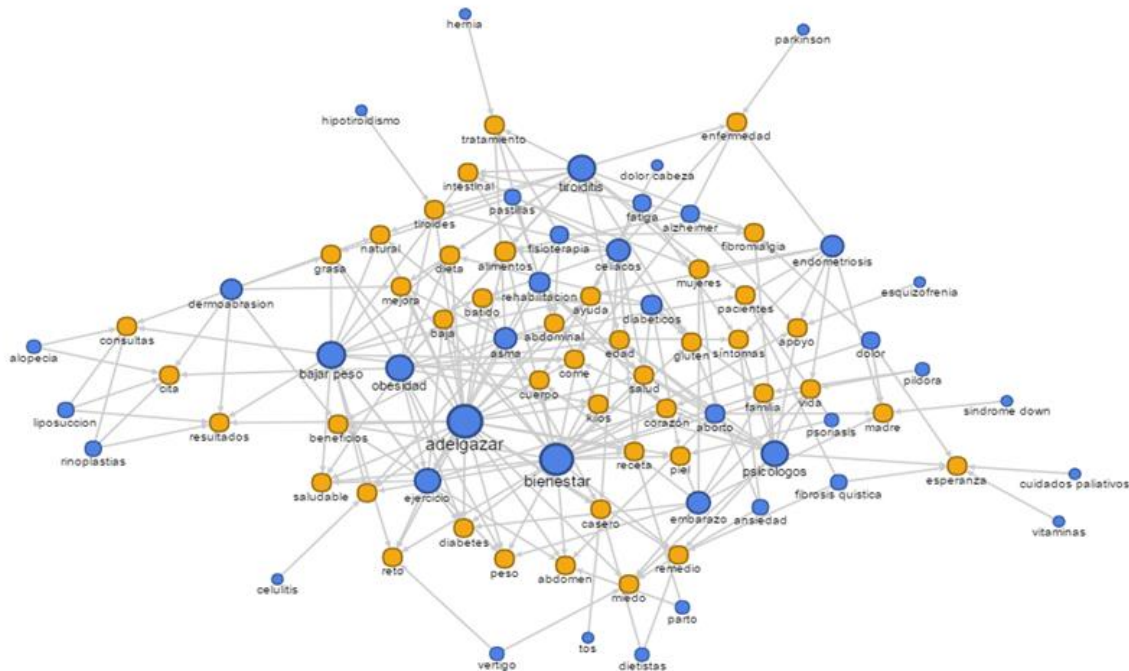 hernia
parkinson
hipotiroidismo
tratamiento
enfermedad
dolor cabeza
intestinal
tiroiditis
pastillas
fatiga
tiroides
alzheimer
natural
fisioterapia
fibromialgia
grasa
dieta
alimentos
celiacos
endometriosis
mujeres
dermoabrasion
mejora
batido
rehabilitacion
ayuda
pacientes
esquizofrenia
diabeticos
baja
abdominal
apoyo
consultas
asma
edad
gluten
sintomas
dolor
alopecia
bajar peso
obesidad
come
cita
cuerpo
salud
pildora
vida
familia
kilos
corazón
aborto
madre
sindrome down
liposuccion
resultados
beneficios
adelgazar
psoriasis
rinoplastias
receta
piel
bienestar
psicologos
esperanza
saludable
ejercicio
fibrosis quistica
cuidados paliativos
casero
embarazo
ansiedad
diabetes
vitaminas
reto
peso
abdomen
remedio
celulitis
miedo
parto
tos
vertigo
dietistas